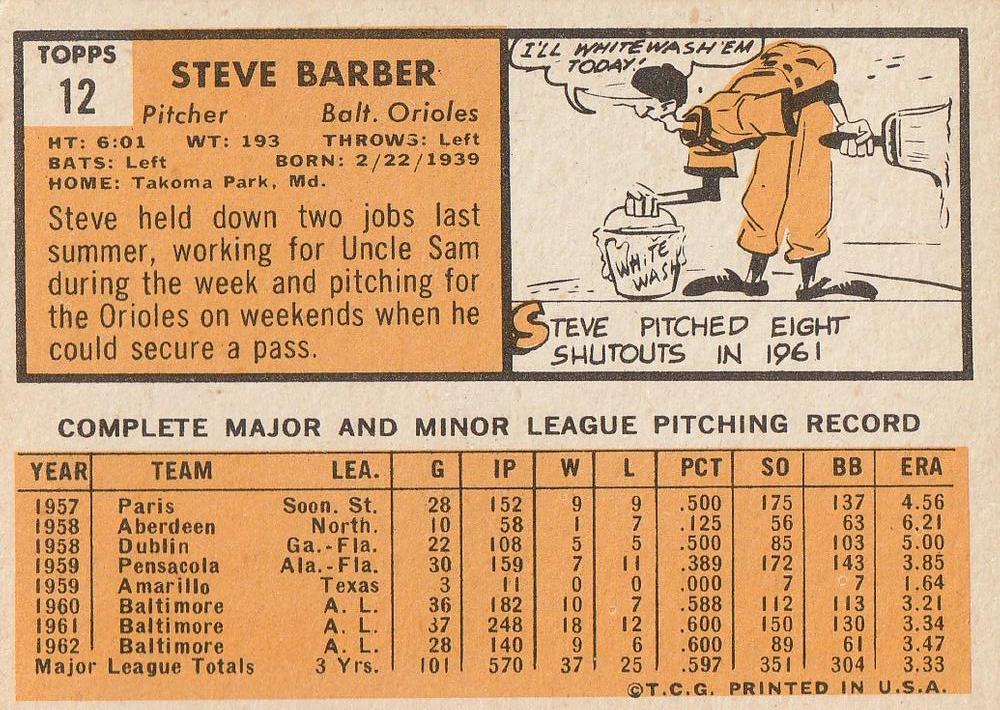 TOPPS
12
STEVE BARBER
Pitcher Balt. Orioles
HT: 6:01 WT: 193 THROWS: Left
BATS: Left BORN: 2/22/1939
HOME: Takoma Park, Md.
Steve held down two jobs last
summer, working for Uncle Sam
during the week and pitching for
the Orioles on weekends when he
could secure a pass.
I'LL WHITEWASH 'EM
TODAY!
WHITE
WASH
STEVE PITCHED EIGHT
SHUTOUTS IN 1961
COMPLETE MAJOR AND MINOR LEAGUE PITCHING RECORD
YEAR TEAM LEA. G IP W L PCT SO BB ERA
1957 Paris Soon. St. 28 152 9 9 .500 175 137 4.56
1958 Aberdeen North. 10 58 1 7 .125 56 63 6.21
1958 Dublin Ga.-Fla. 22 108 5 5 .500 85 103 5.00
1959 Pensacola Ala.-Fla. 30 159 7 11 .389 172 143 3.85
1959 Amarillo Texas 3 11 0 0 .000 7 7 1.64
1960 Baltimore A. L. 36 182 10 7 .588 112 113 3.21
1961 Baltimore A. L. 37 248 18 12 .600 150 130 3.34
1962 Baltimore A. L. 28 140 9 6 .600 89 61 3.47
Major League Totals 3 Yrs. 101 570 37 25 .597 351 304 3.33
©T.C.G. PRINTED IN U.S.A.